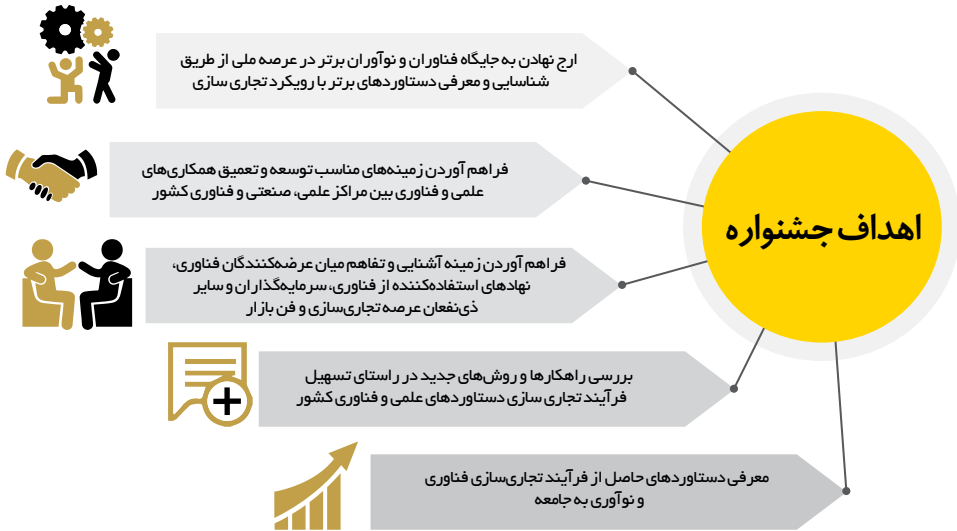 اهداف جشنواره
ارج نهادن به جایگاه فناوران و نوآوران برتر در عرصه ملی از طریق
شناسایی و معرفی دستاوردهای برتر با رویکرد تجاری سازی
فراهم آوردن زمینه‌های مناسب توسعه و تعمیق همکاری‌های
علمی و فناوری بین مراکز علمی، صنعتی و فناوری کشور
فراهم آوردن زمینه آشنایی و تفاهم میان عرضه‌کنندگان فناوری،
نهادهای استفاده‌کننده از فناوری، سرمایه‌گذاران و سایر
ذی‌نفعان عرصه تجاری‌سازی و فن بازار
بررسی راهکارها و روش‌های جدید در راستای تسهیل
فرآیند تجاری سازی دستاوردهای علمی و فناوری کشور
معرفی دستاوردهای حاصل از فرآیند تجاری‌سازی فناوری
و نوآوری به جامعه